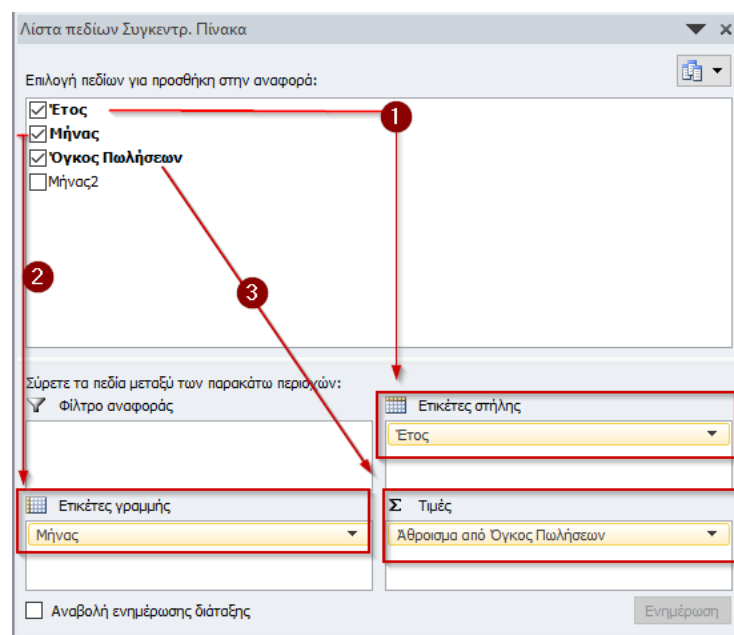 Λίστα πεδίων Συγκεντρ. Πίνακα
Επιλογή πεδίων για προσθήκη στην αναφορά:
Έτος
1
Μήνας
Όγκος Πωλήσεων
Μήνας2
2
3
Σύρετε τα πεδία μεταξύ των παρακάτω περιοχών:
Φίλτρο αναφοράς
Ετικέτες στήλης
Έτος
Ετικέτες γραμμής
Σ Τιμές
Μήνας
Άθροισμα από Όγκος Πωλήσεων
Αναβολή ενημέρωσης διάταξης
Ενημέρωση